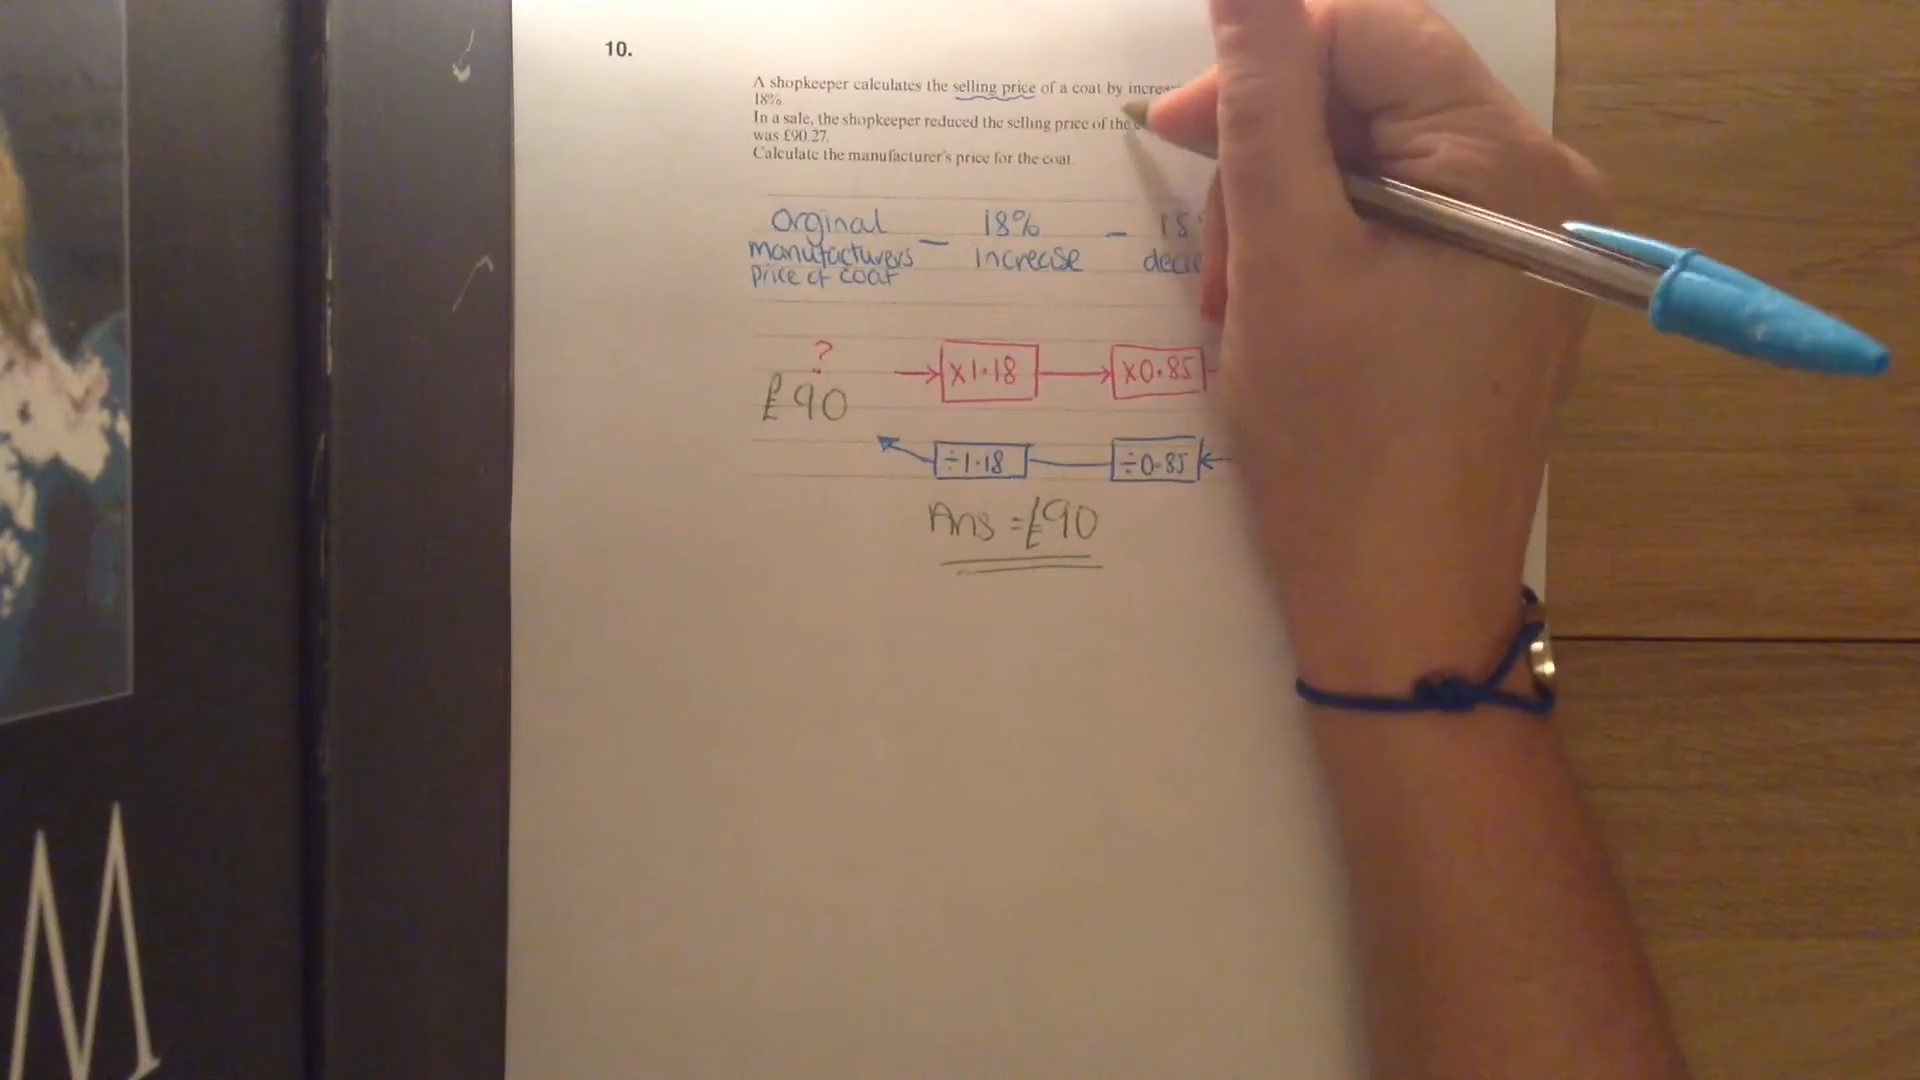 10.
A shopkeeper calculates the selling price of a coat by
18%
In a sale, the shopkeeper reduced the selling price of the
was £90.27.
Calculate the manufacturer's price for the coat.
Orginal
manufacturers
price of coat
–
18%
increase
–
?
£90
×1.18
×0.85
÷1.18
÷0.85
Ans = £90
M